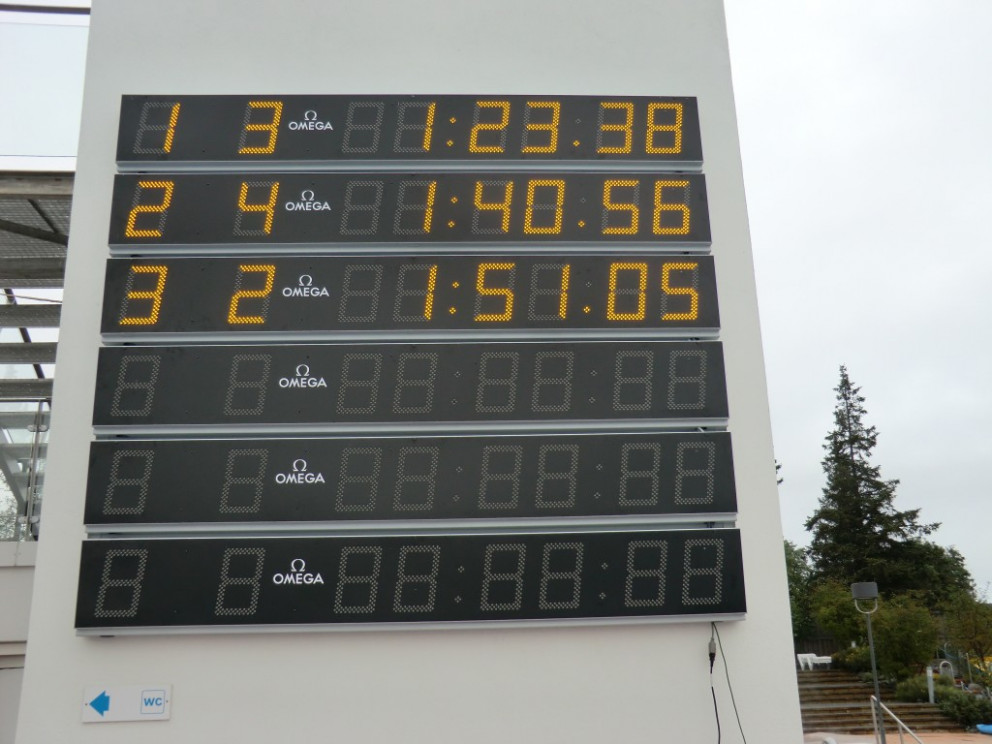 1 3 Ω OMEGA 1:23.38
2 4 Ω OMEGA 1:40.56
3 2 Ω OMEGA 1:51.05
Ω OMEGA
Ω OMEGA
Ω OMEGA
WC